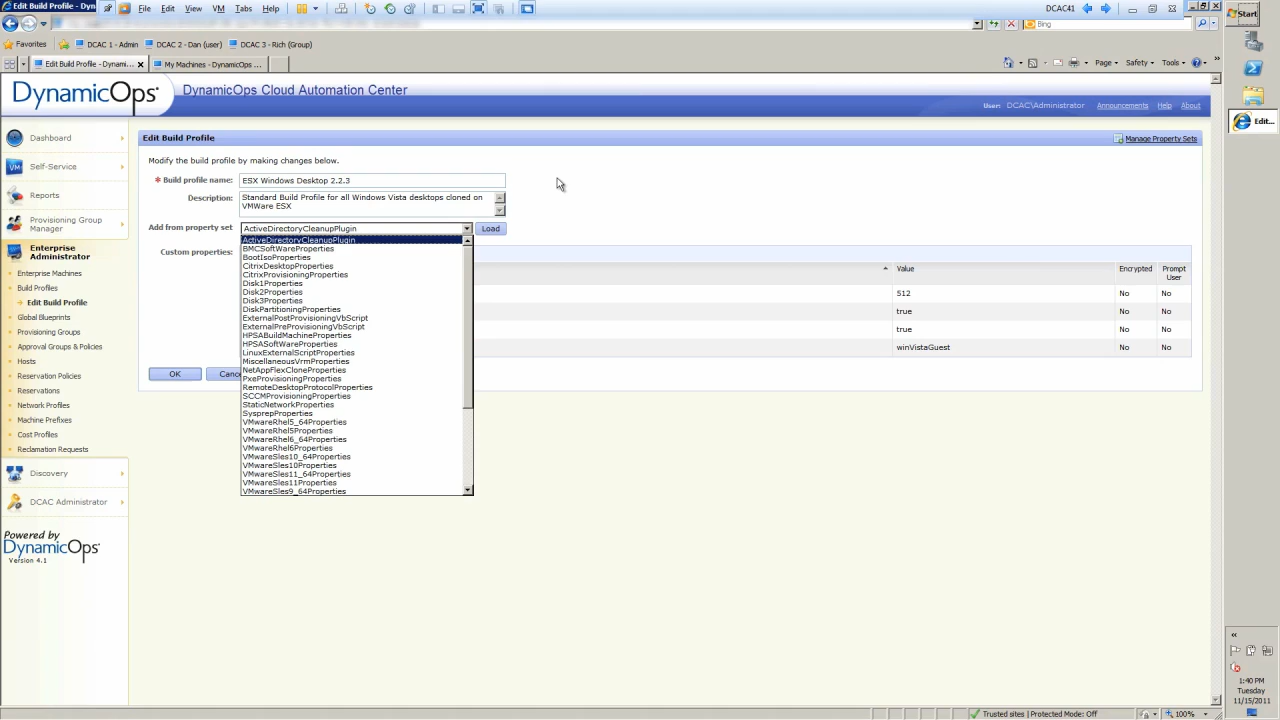 Edit Build Profile - Dyn
File Edit View VM Team Tabs Help
DCAC41
Start
Bing
Favorites DCAC 1 - Admin DCAC 2 - Dan (user) DCAC 3 - Rich (Group)
Edit Build Profile - Dynami... My Machines - DynamicOps ...
Page Safety Tools
DynamicOps DynamicOps Cloud Automation Center
User: DCAC\Administrator Announcements Help About
Edit...
Dashboard
Self-Service
Reports
Provisioning Group
Manager
Enterprise
Administrator
Enterprise Machines
Build Profiles
Edit Build Profile
Global Blueprints
Provisioning Groups
Approval Groups & Policies
Hosts
Reservation Policies
Reservations
Network Profiles
Machine Prefixes
Cost Profiles
Reclamation Requests
Discovery
DCAC Administrator
Powered by
DynamicOps
Version 4.1
Edit Build Profile
Manage Property Sets
Modify the build profile by making changes below.
* Build profile name: ESX Windows Desktop 2.2.3
Description: Standard Build Profile for all Windows Vista desktops cloned on
VMWare ESX
Add from property set ActiveDirectoryCleanupPlugin Load
Custom properties:
ActiveDirectoryCleanupPlugin
BMCSoftWareProperties
BootIsoProperties
CitrixDesktopProperties
CitrixProvisioningProperties
Disk1Properties
Disk2Properties
Disk3Properties
DiskPartitioningProperties
ExternalPostProvisioningVbScript
ExternalPreProvisioningVbScript
HPSABuildMachineProperties
HPSASoftWareProperties
LinuxExternalScriptProperties
MiscellaneousVrmProperties
NetAppFlexCloneProperties
PxeProvisioningProperties
RemoteDesktopProtocolProperties
SCCMProvisioningProperties
StaticNetworkProperties
SysprepProperties
VMwareRhel5_64Properties
VMwareRhel5Properties
VMwareRhel6_64Properties
VMwareRhel6Properties
VMwareSles10_64Properties
VMwareSles10Properties
VMwareSles11_64Properties
VMwareSles11Properties
VMwareSles9_64Properties
Value Encrypted Prompt
User
512 No No
true No No
true No No
winVistaGuest No No
OK Cance
1:40 PM
Tuesday
11/15/2011
Trusted sites | Protected Mode: Off 100%